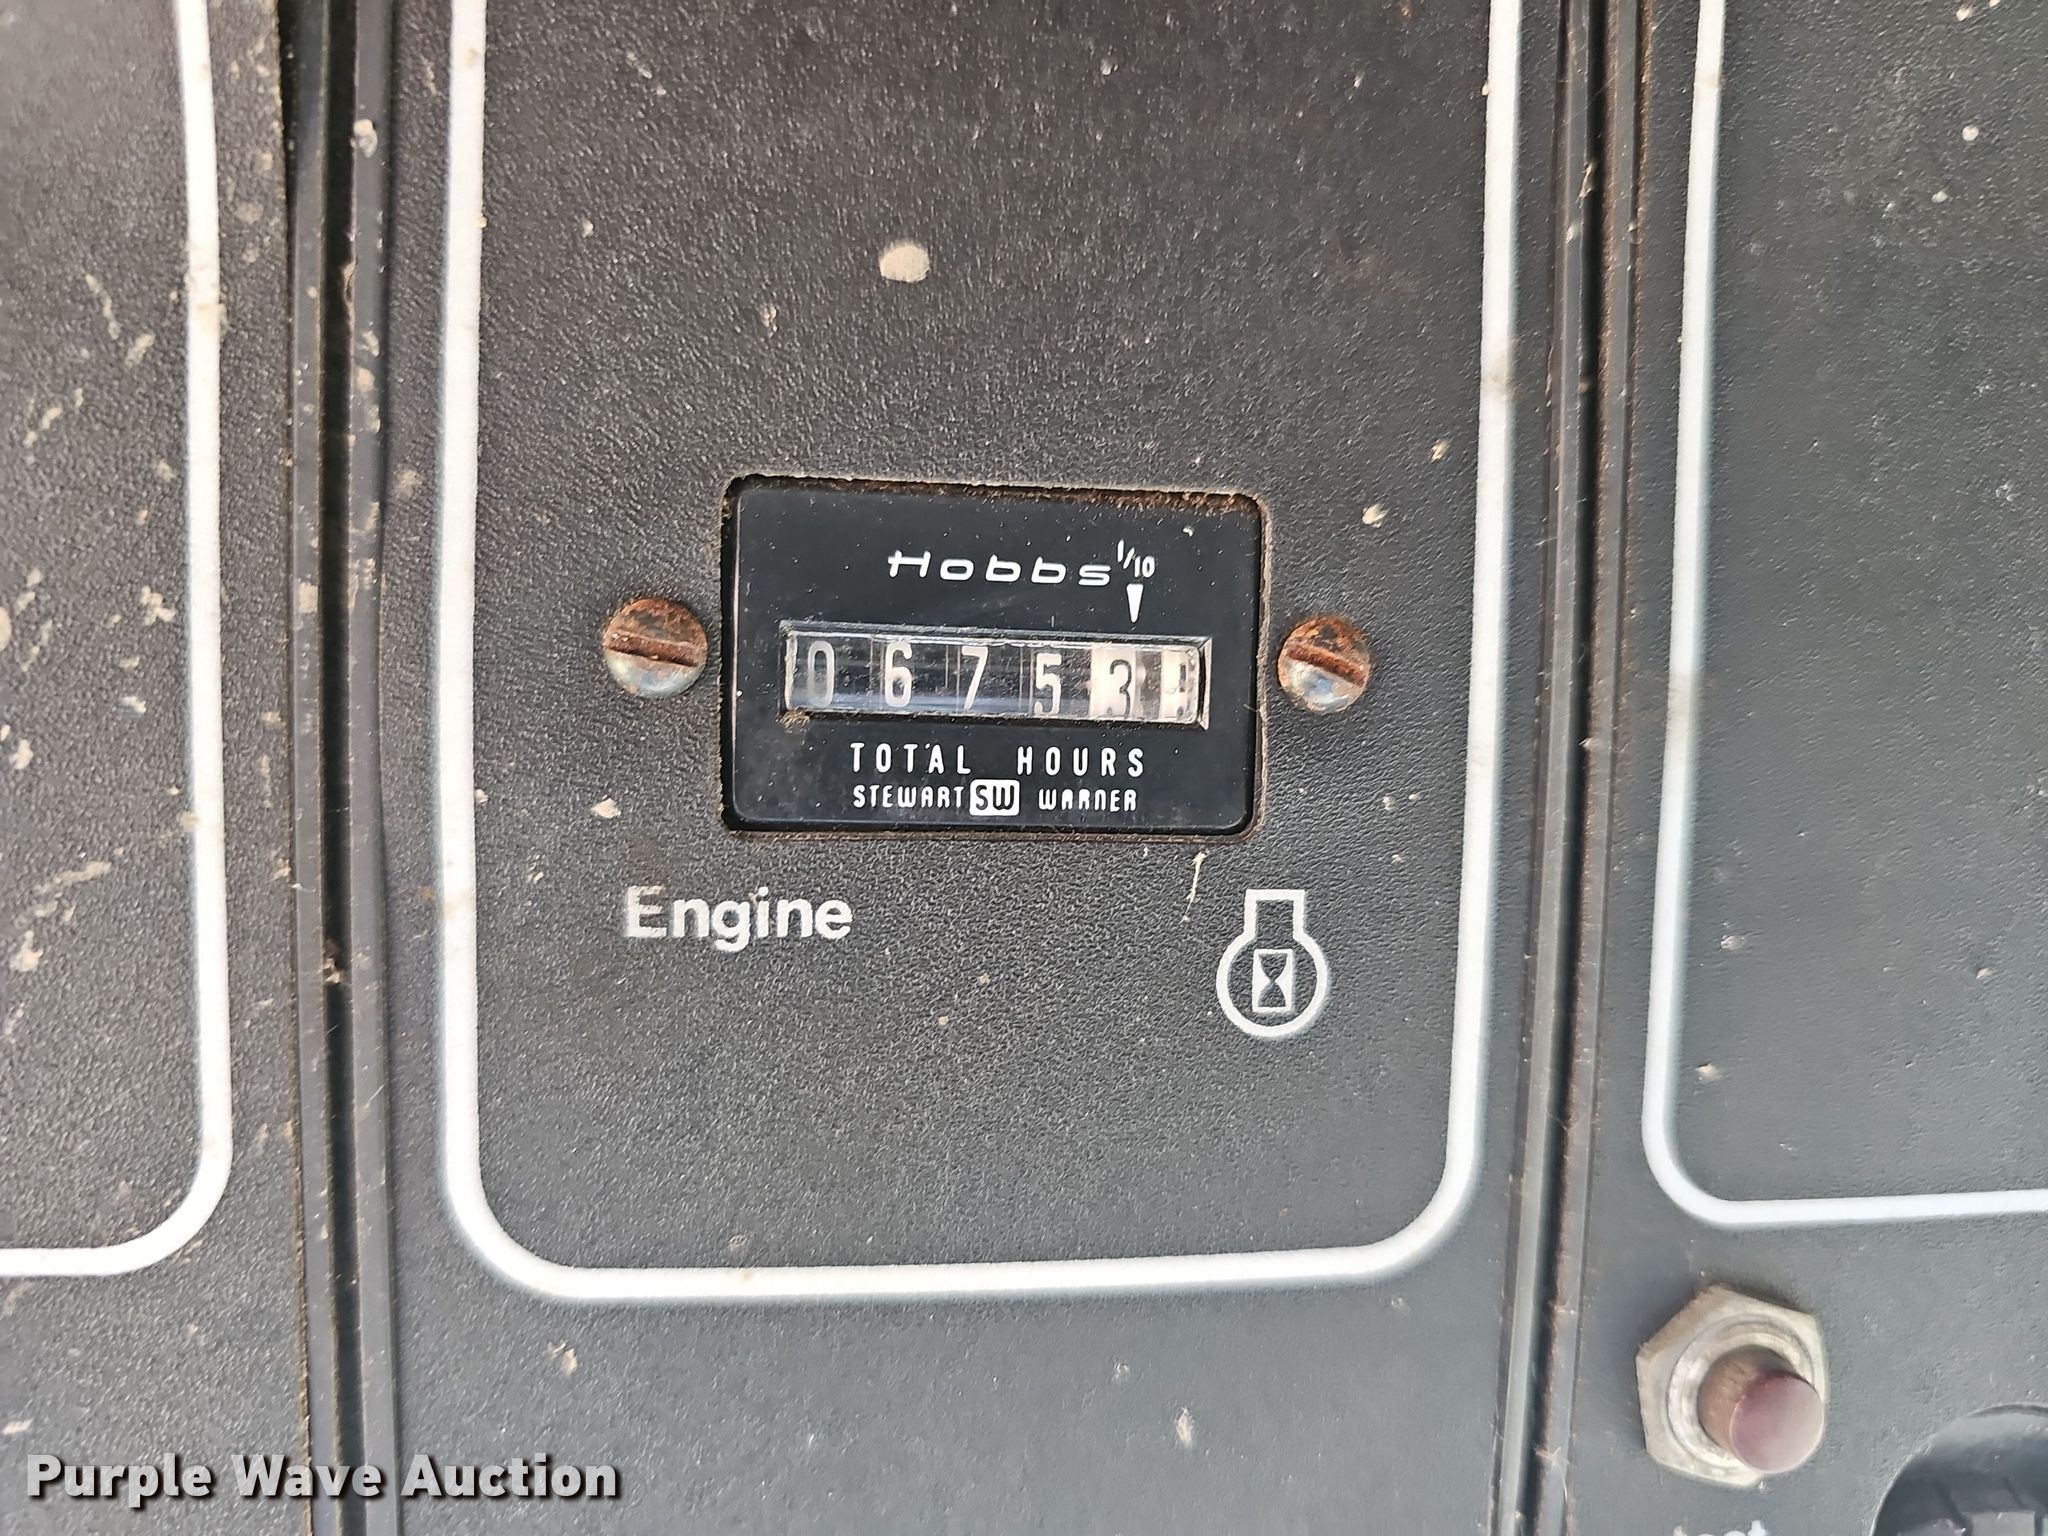 Hobbs 1/10
0 6 7 5 3
TOTAL HOURS
STEWART SW WARNER
Engine
Purple Wave Auction